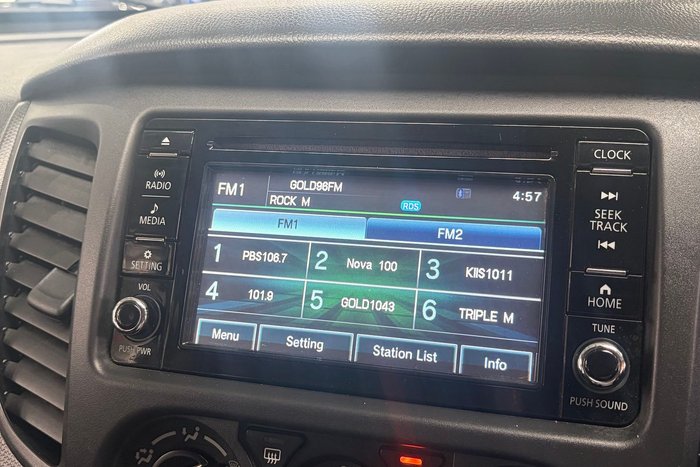 CLOCK
RADIO
MEDIA
SETTING
VOL
PUSH PWR
FM1
GOLD98FM
ROCK M
RDS
4:57
FM1
FM2
1 PBS106.7
2 Nova 100
3 KIIS1011
4 101.9
5 GOLD1043
6 TRIPLE M
Menu
Setting
Station List
Info
SEEK
TRACK
HOME
TUNE
PUSH SOUND